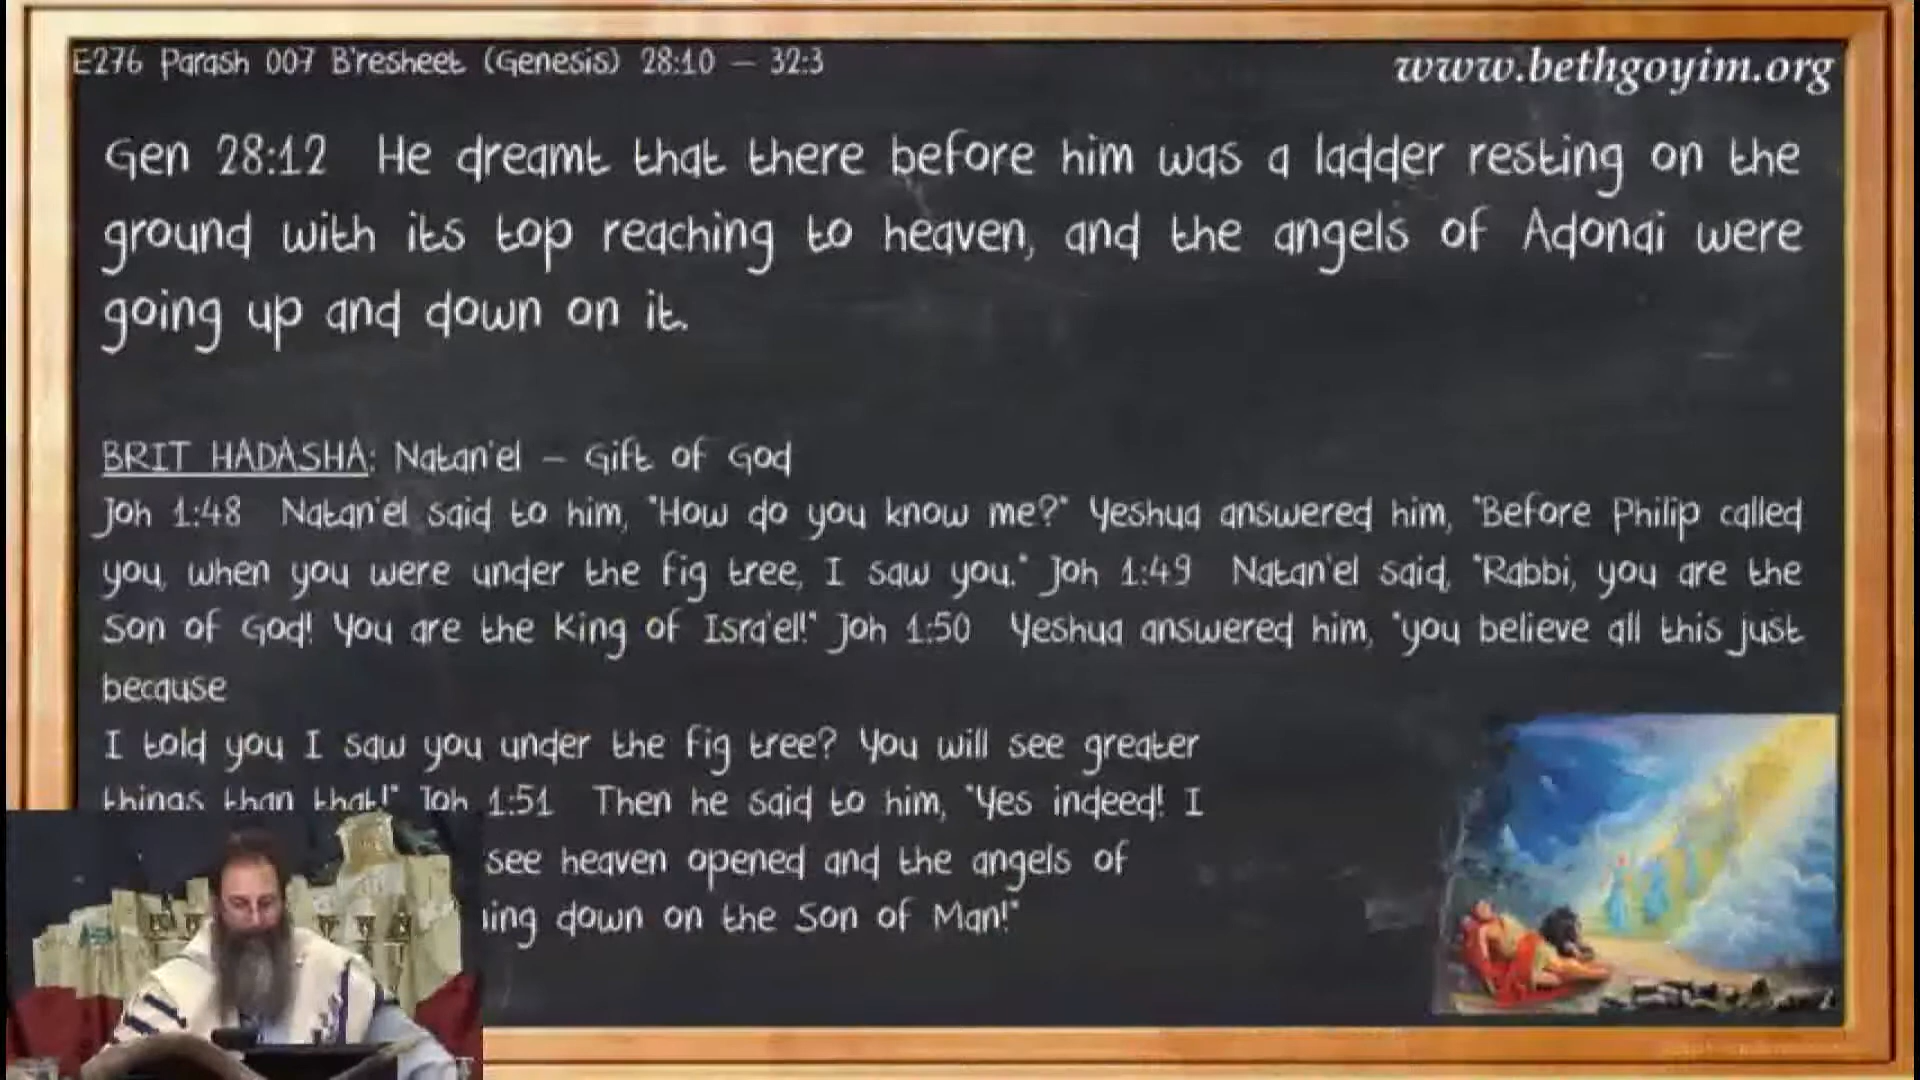 E276 Parash 007 B'resheet (Genesis) 28:10 – 32:3
www.bethgoyim.org
Gen 28:12 He dreamt that there before him was a ladder resting on the
ground with its top reaching to heaven, and the angels of Adonai were
going up and down on it.
BRIT HADASHA: Natan'el – Gift of God
Joh 1:48 Natan'el said to him, "How do you know me?" Yeshua answered him, "Before Philip called
you, when you were under the fig tree, I saw you." Joh 1:49 Natan'el said, "Rabbi, you are the
Son of God! You are the King of Isra'el!" Joh 1:50 Yeshua answered him, "you believe all this just
because
I told you I saw you under the fig tree? You will see greater
things than that!" Joh 1:51 Then he said to him, "Yes indeed! I
see heaven opened and the angels of
down on the Son of Man!"